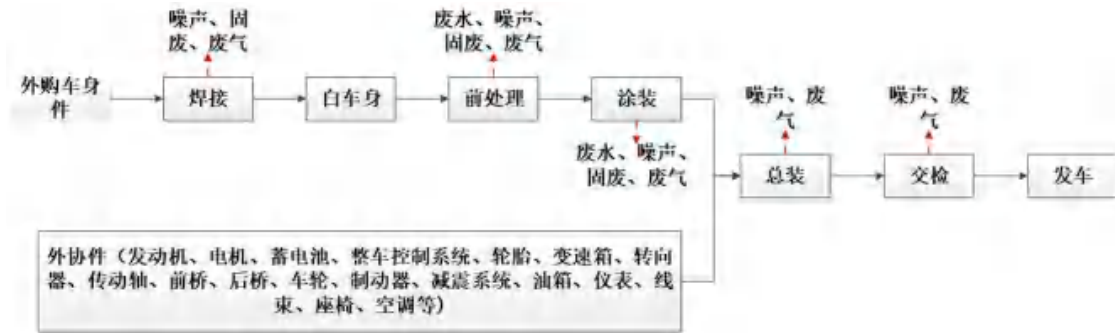 噪声、固
废、废气
废水、噪声、
固废、废气
外购车身
件
焊接
白车身
前处理
涂装
噪声、废
气
噪声、废
气
废水、噪声、
固废、废气
总装
交检
发车
外协件（发动机、电机、蓄电池、整车控制系统、轮胎、变速箱、转向
器、传动轴、前桥、后桥、车轮、制动器、减震系统、油箱、仪表、线
束、座椅、空调等)